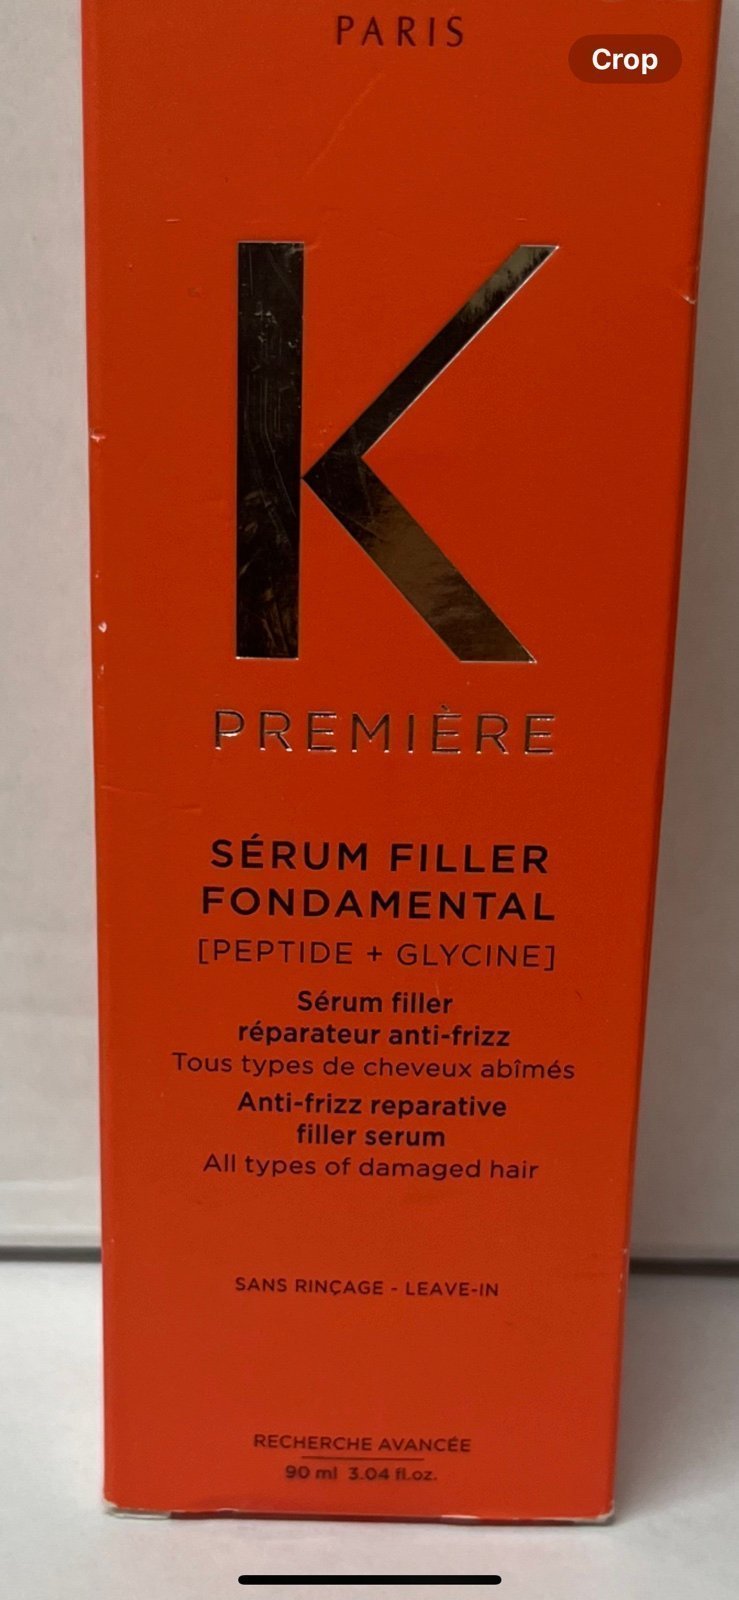 PARIS
Crop
K
PREMIÈRE
SÉRUM FILLER
FONDAMENTAL
[PEPTIDE + GLYCINE]
Sérum filler
réparateur anti-frizz
Tous types de cheveux abîmés
Anti-frizz reparative
filler serum
All types of damaged hair
SANS RINÇAGE - LEAVE-IN
RECHERCHE AVANCÉE
90 ml 3.04 fl.oz.